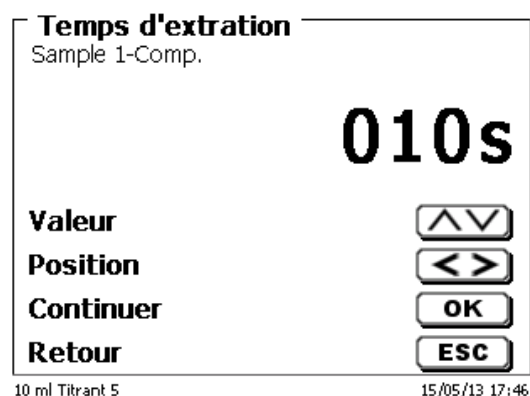 Temps d'extration
Sample 1-Comp.
010s
Valeur
Position
Continuer OK
Retour ESC
10 ml Titrant 5 15/05/13 17:46